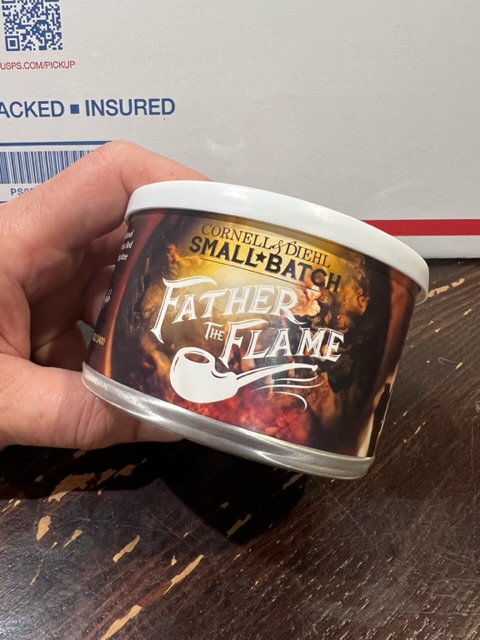 USPS.COM/PICKUP
ACKED ■ INSURED
CORNELL & DIEHL
SMALL★BATCH
FATHER
THE FLAME